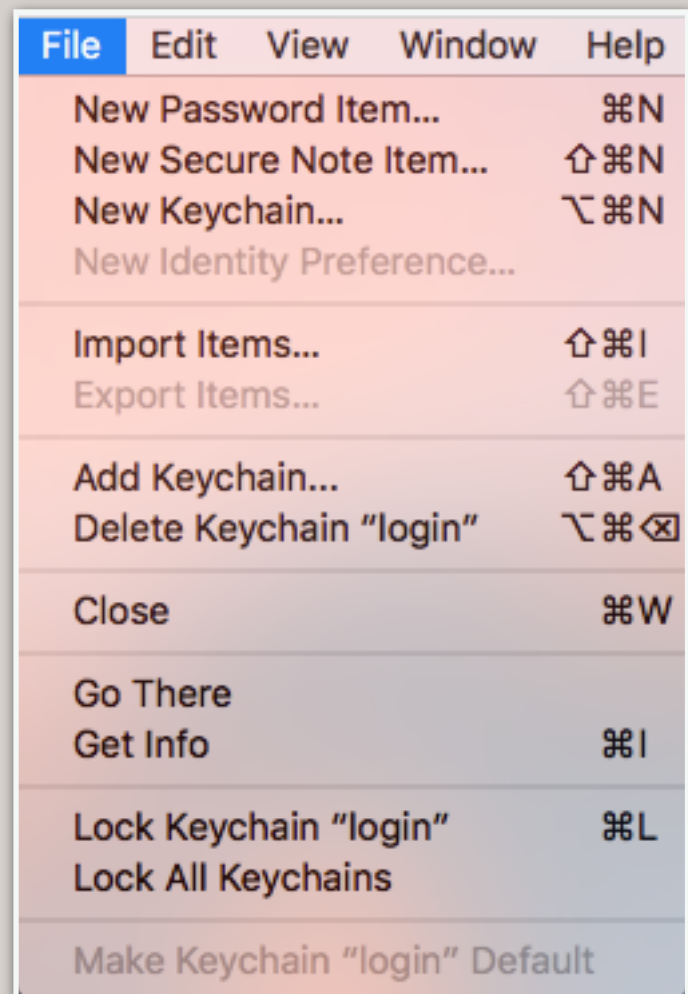 File Edit View Window Help
New Password Item... ⌘N
New Secure Note Item... ⇧⌘N
New Keychain... ⌥⌘N
New Identity Preference...
Import Items... ⇧⌘I
Export Items... ⇧⌘E
Add Keychain... ⇧⌘A
Delete Keychain “login” ⌥⌘⌫
Close ⌘W
Go There
Get Info ⌘I
Lock Keychain “login” ⌘L
Lock All Keychains
Make Keychain “login” Default